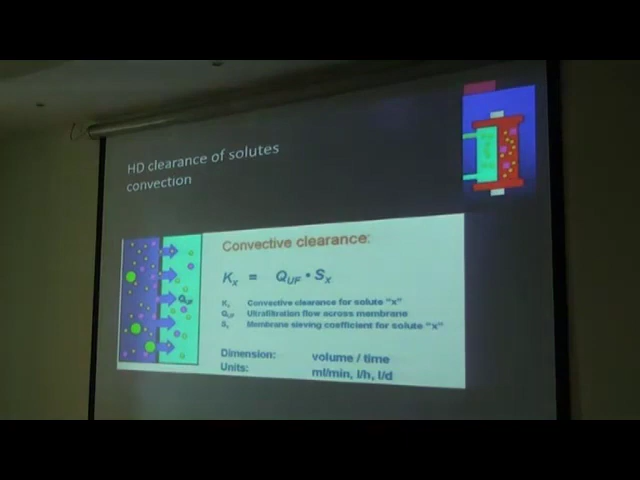 HD clearance of solutes
convection
Convective clearance:
Kx = QUF • Sx
Kx Convective clearance for solute "x"
QUF Ultrafiltration flow across membrane
Sx Membrane sieving coefficient for solute "x"
Dimension: volume / time
Units: ml/min, l/h, l/d
QUF